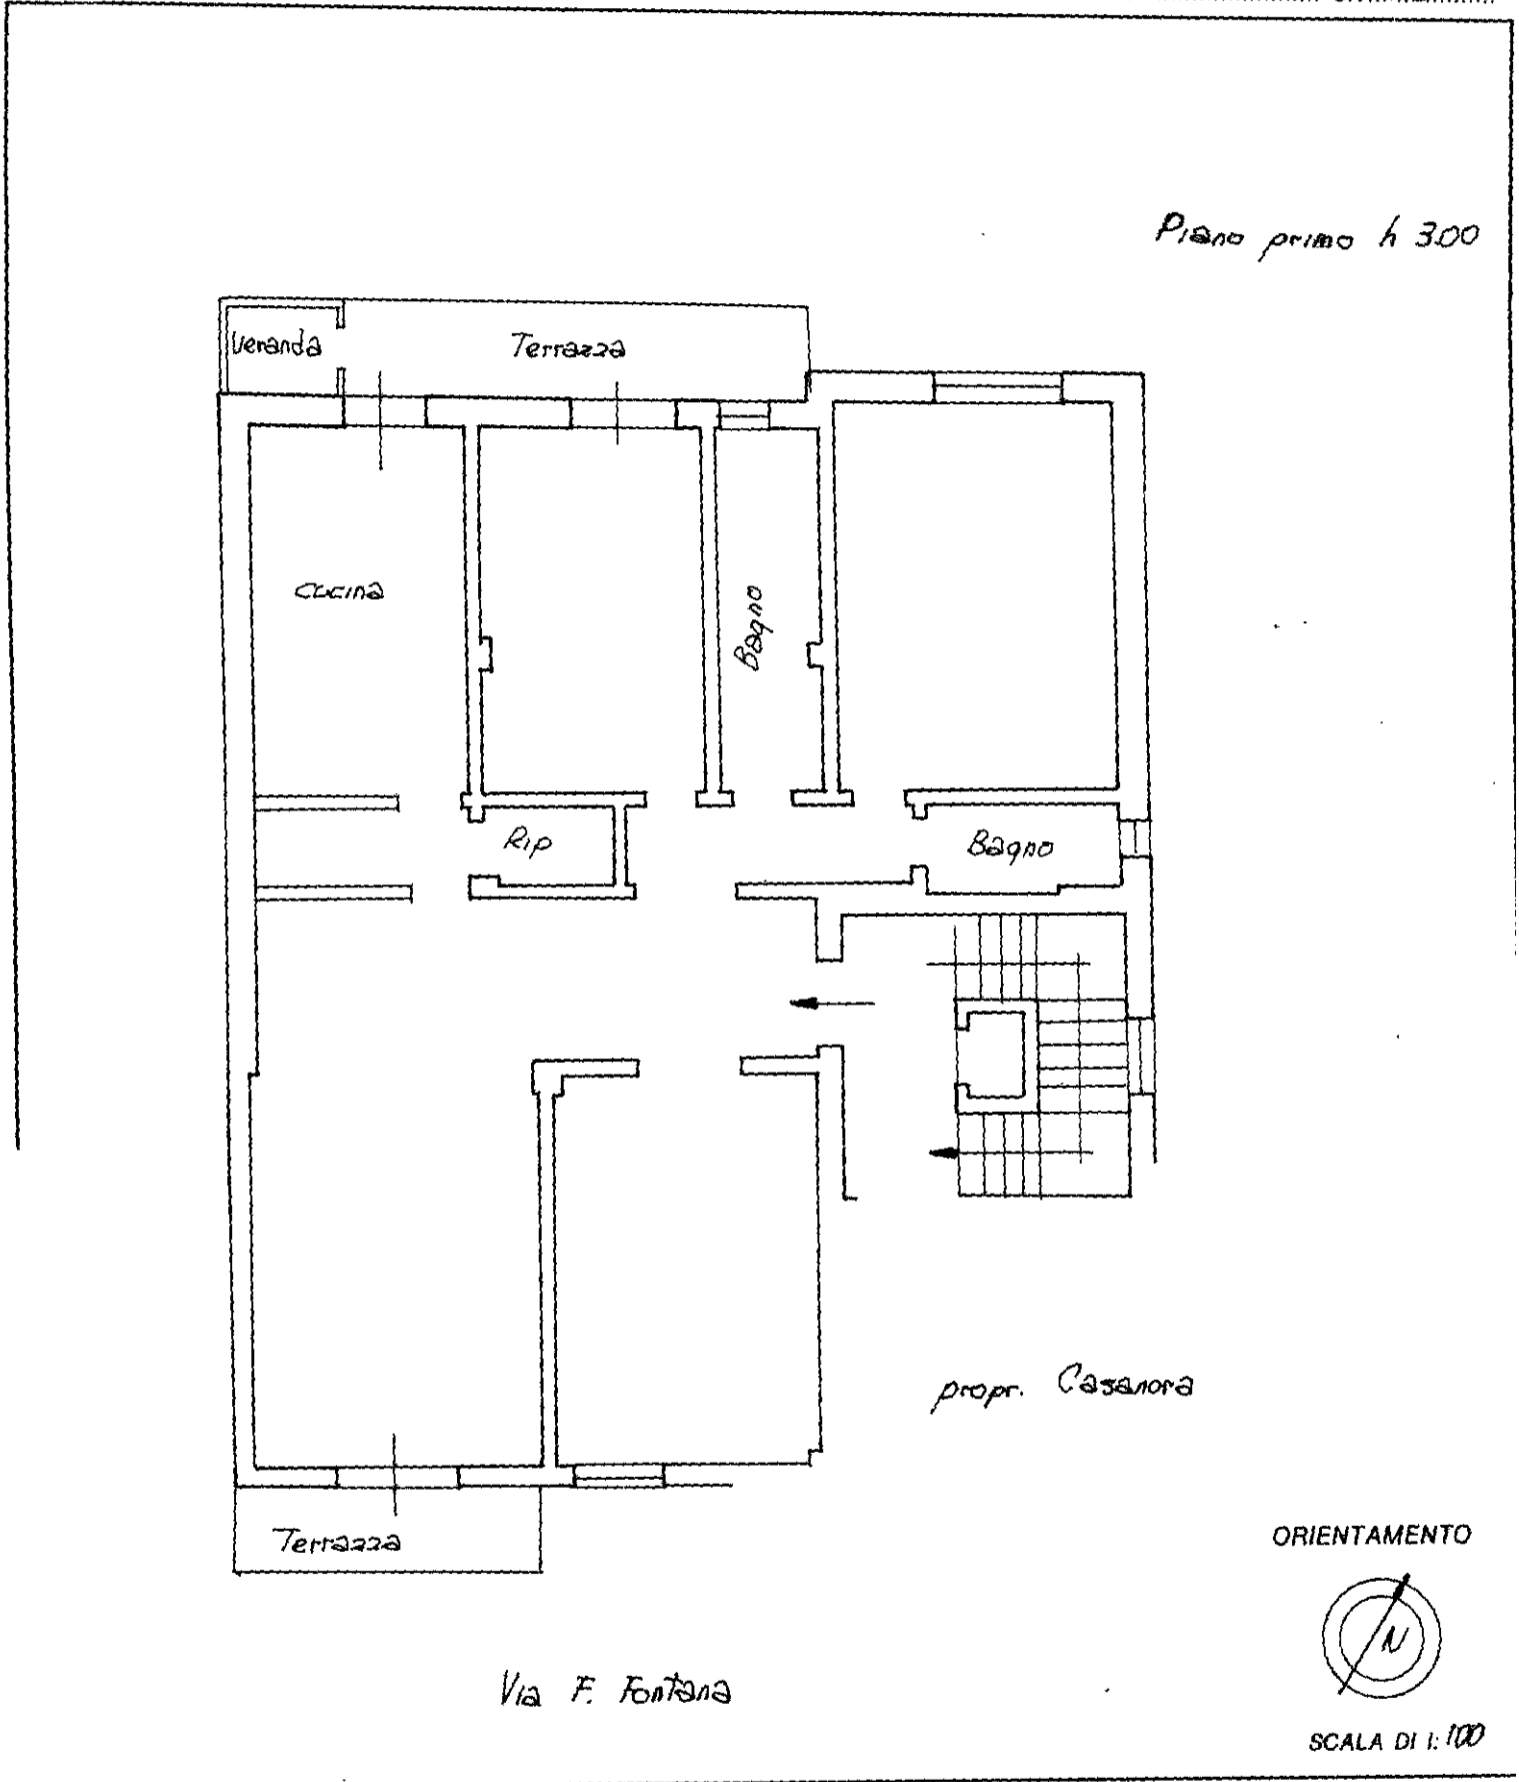 Piano primo h 3.00
Veranda
Terrazza
cucina
Bagno
Rip
Bagno
propr. Casanova
Terrazza
ORIENTAMENTO
N
Via F. Fontana
SCALA DI 1:100